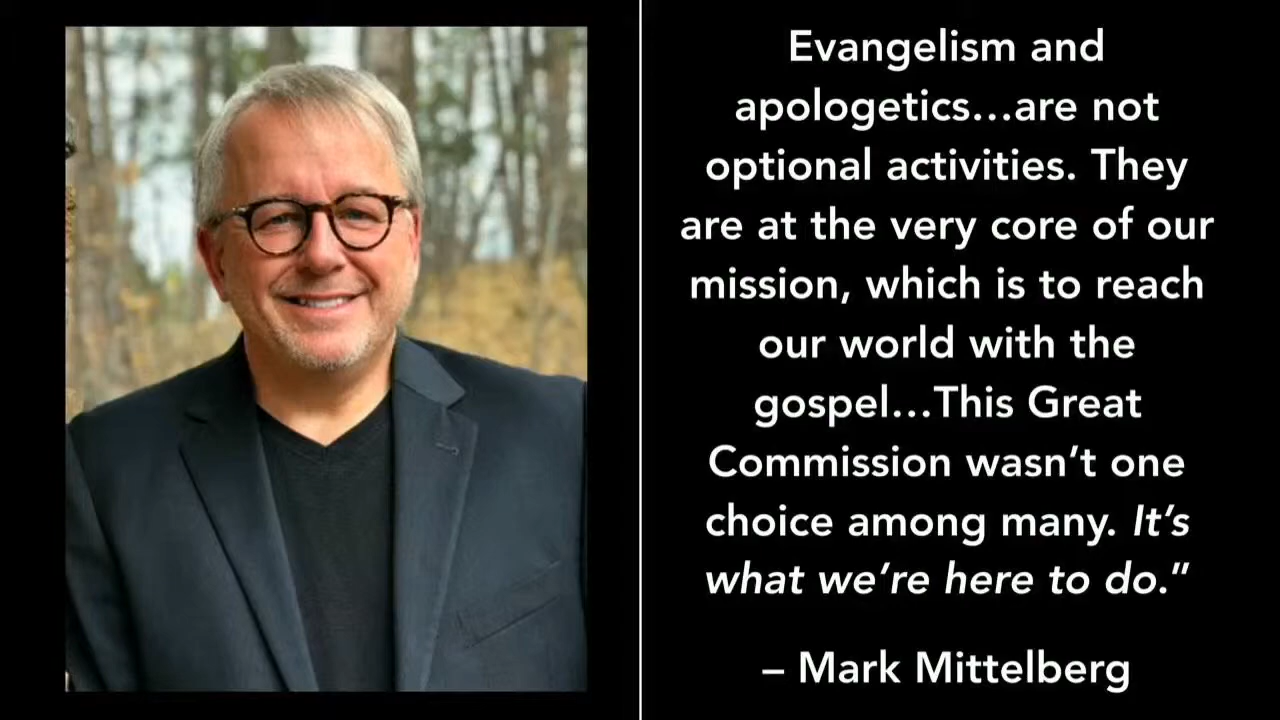 Evangelism and
apologetics...are not
optional activities. They
are at the very core of our
mission, which is to reach
our world with the
gospel...This Great
Commission wasn’t one
choice among many. It’s
what we’re here to do.”
– Mark Mittelberg